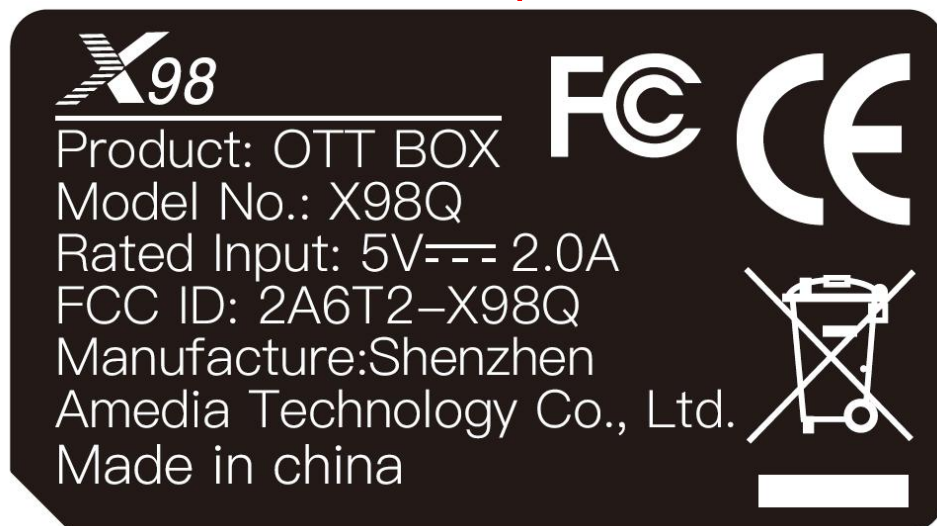 X98
Product: OTT BOX
Model No.: X98Q
Rated Input: 5V⎓ 2.0A
FCC ID: 2A6T2-X98Q
Manufacture:Shenzhen
Amedia Technology Co., Ltd.
Made in china
FC
CE